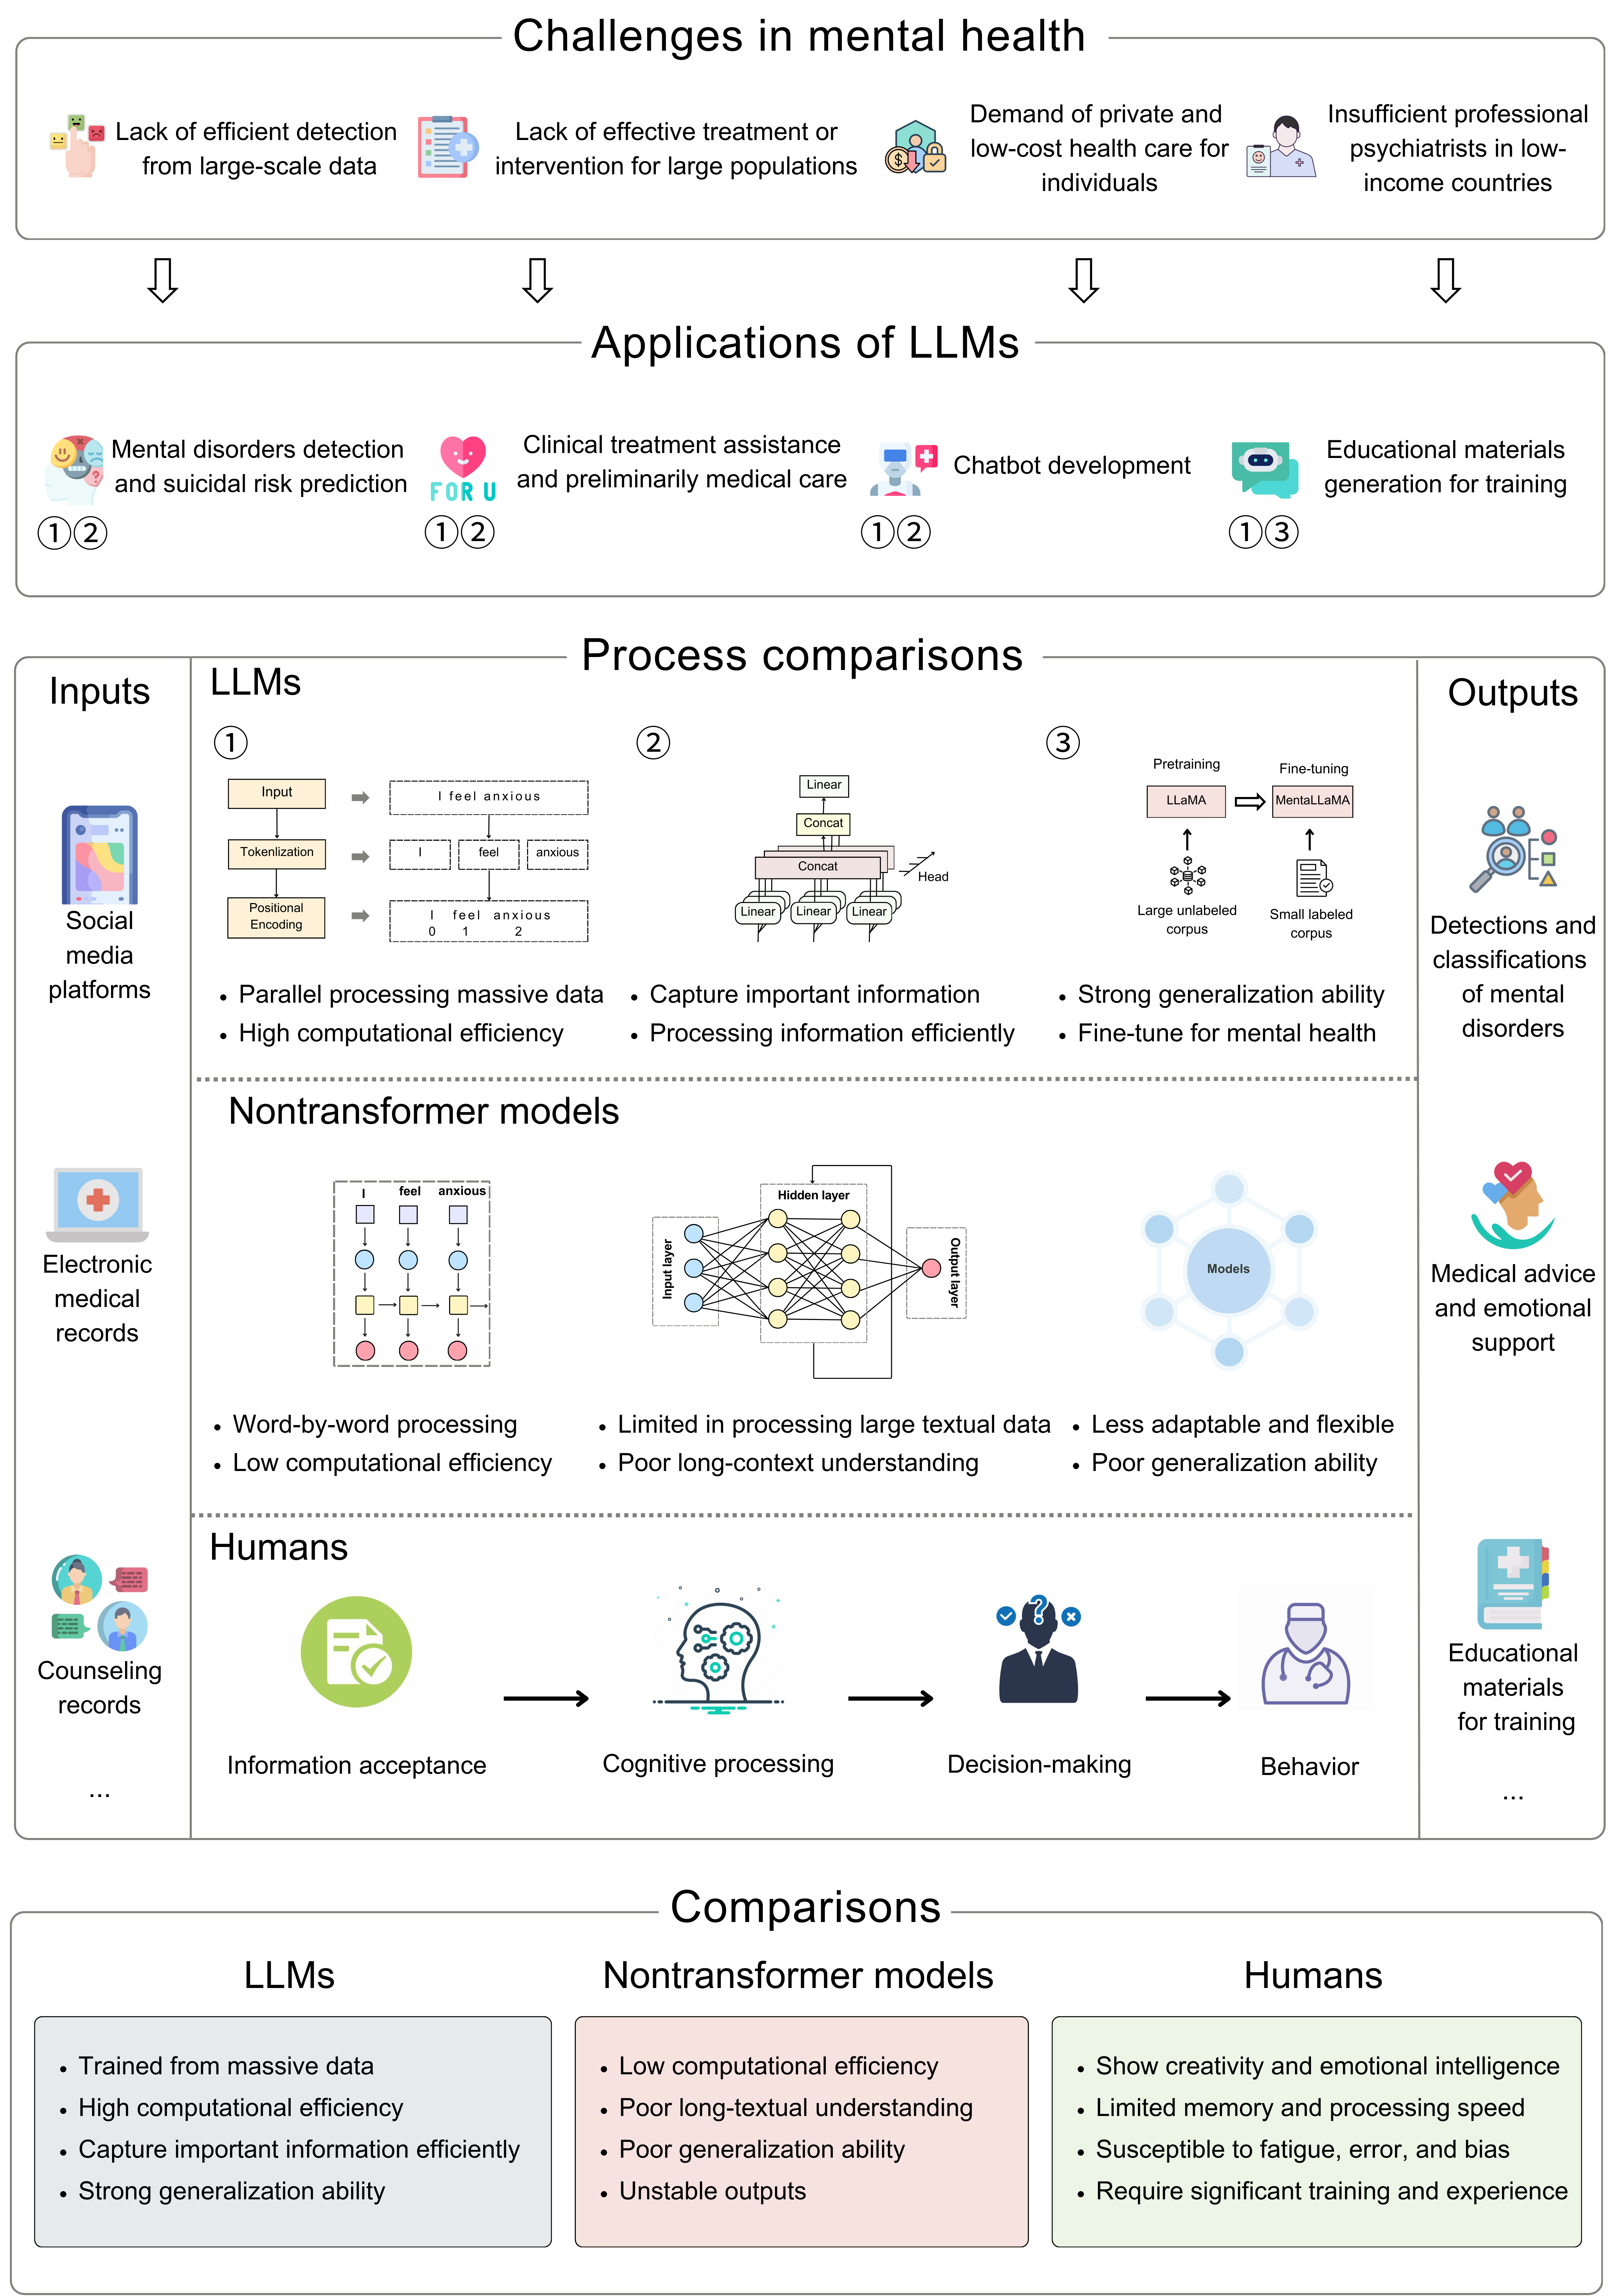 Challenges in mental health
Lack of efficient detection
from large-scale data
Lack of effective treatment or
intervention for large populations
Demand of private and
low-cost health care for
individuals
Insufficient professional
psychiatrists in low-
income countries
Applications of LLMs
Mental disorders detection
and suicidal risk prediction
① ②
FOR U
Clinical treatment assistance
and preliminarily medical care
① ②
Chatbot development
① ②
Educational materials
generation for training
① ③
Process comparisons
Inputs
Social
media
platforms
Electronic
medical
records
Counseling
records
...
LLMs
①
Input
I feel anxious
Tokenlization
I
feel
anxious
Positional
Encoding
I feel anxious
0 1 2
• Parallel processing massive data
• High computational efficiency
②
Linear
Concat
Concat
Head
Linear
Linear
Linear
• Capture important information
• Processing information efficiently
③
Pretraining
Fine-tuning
LLaMA
MentaLLaMA
Large unlabeled
corpus
Small labeled
corpus
• Strong generalization ability
• Fine-tune for mental health
Nontransformer models
I feel anxious
• Word-by-word processing
• Low computational efficiency
Input layer
Hidden layer
Output layer
• Limited in processing large textual data
• Poor long-context understanding
Models
• Less adaptable and flexible
• Poor generalization ability
Humans
Information acceptance
Cognitive processing
?
Decision-making
Behavior
Outputs
Detections and
classifications
of mental
disorders
Medical advice
and emotional
support
Educational
materials
for training
...
Comparisons
LLMs
• Trained from massive data
• High computational efficiency
• Capture important information efficiently
• Strong generalization ability
Nontransformer models
• Low computational efficiency
• Poor long-textual understanding
• Poor generalization ability
• Unstable outputs
Humans
• Show creativity and emotional intelligence
• Limited memory and processing speed
• Susceptible to fatigue, error, and bias
• Require significant training and experience